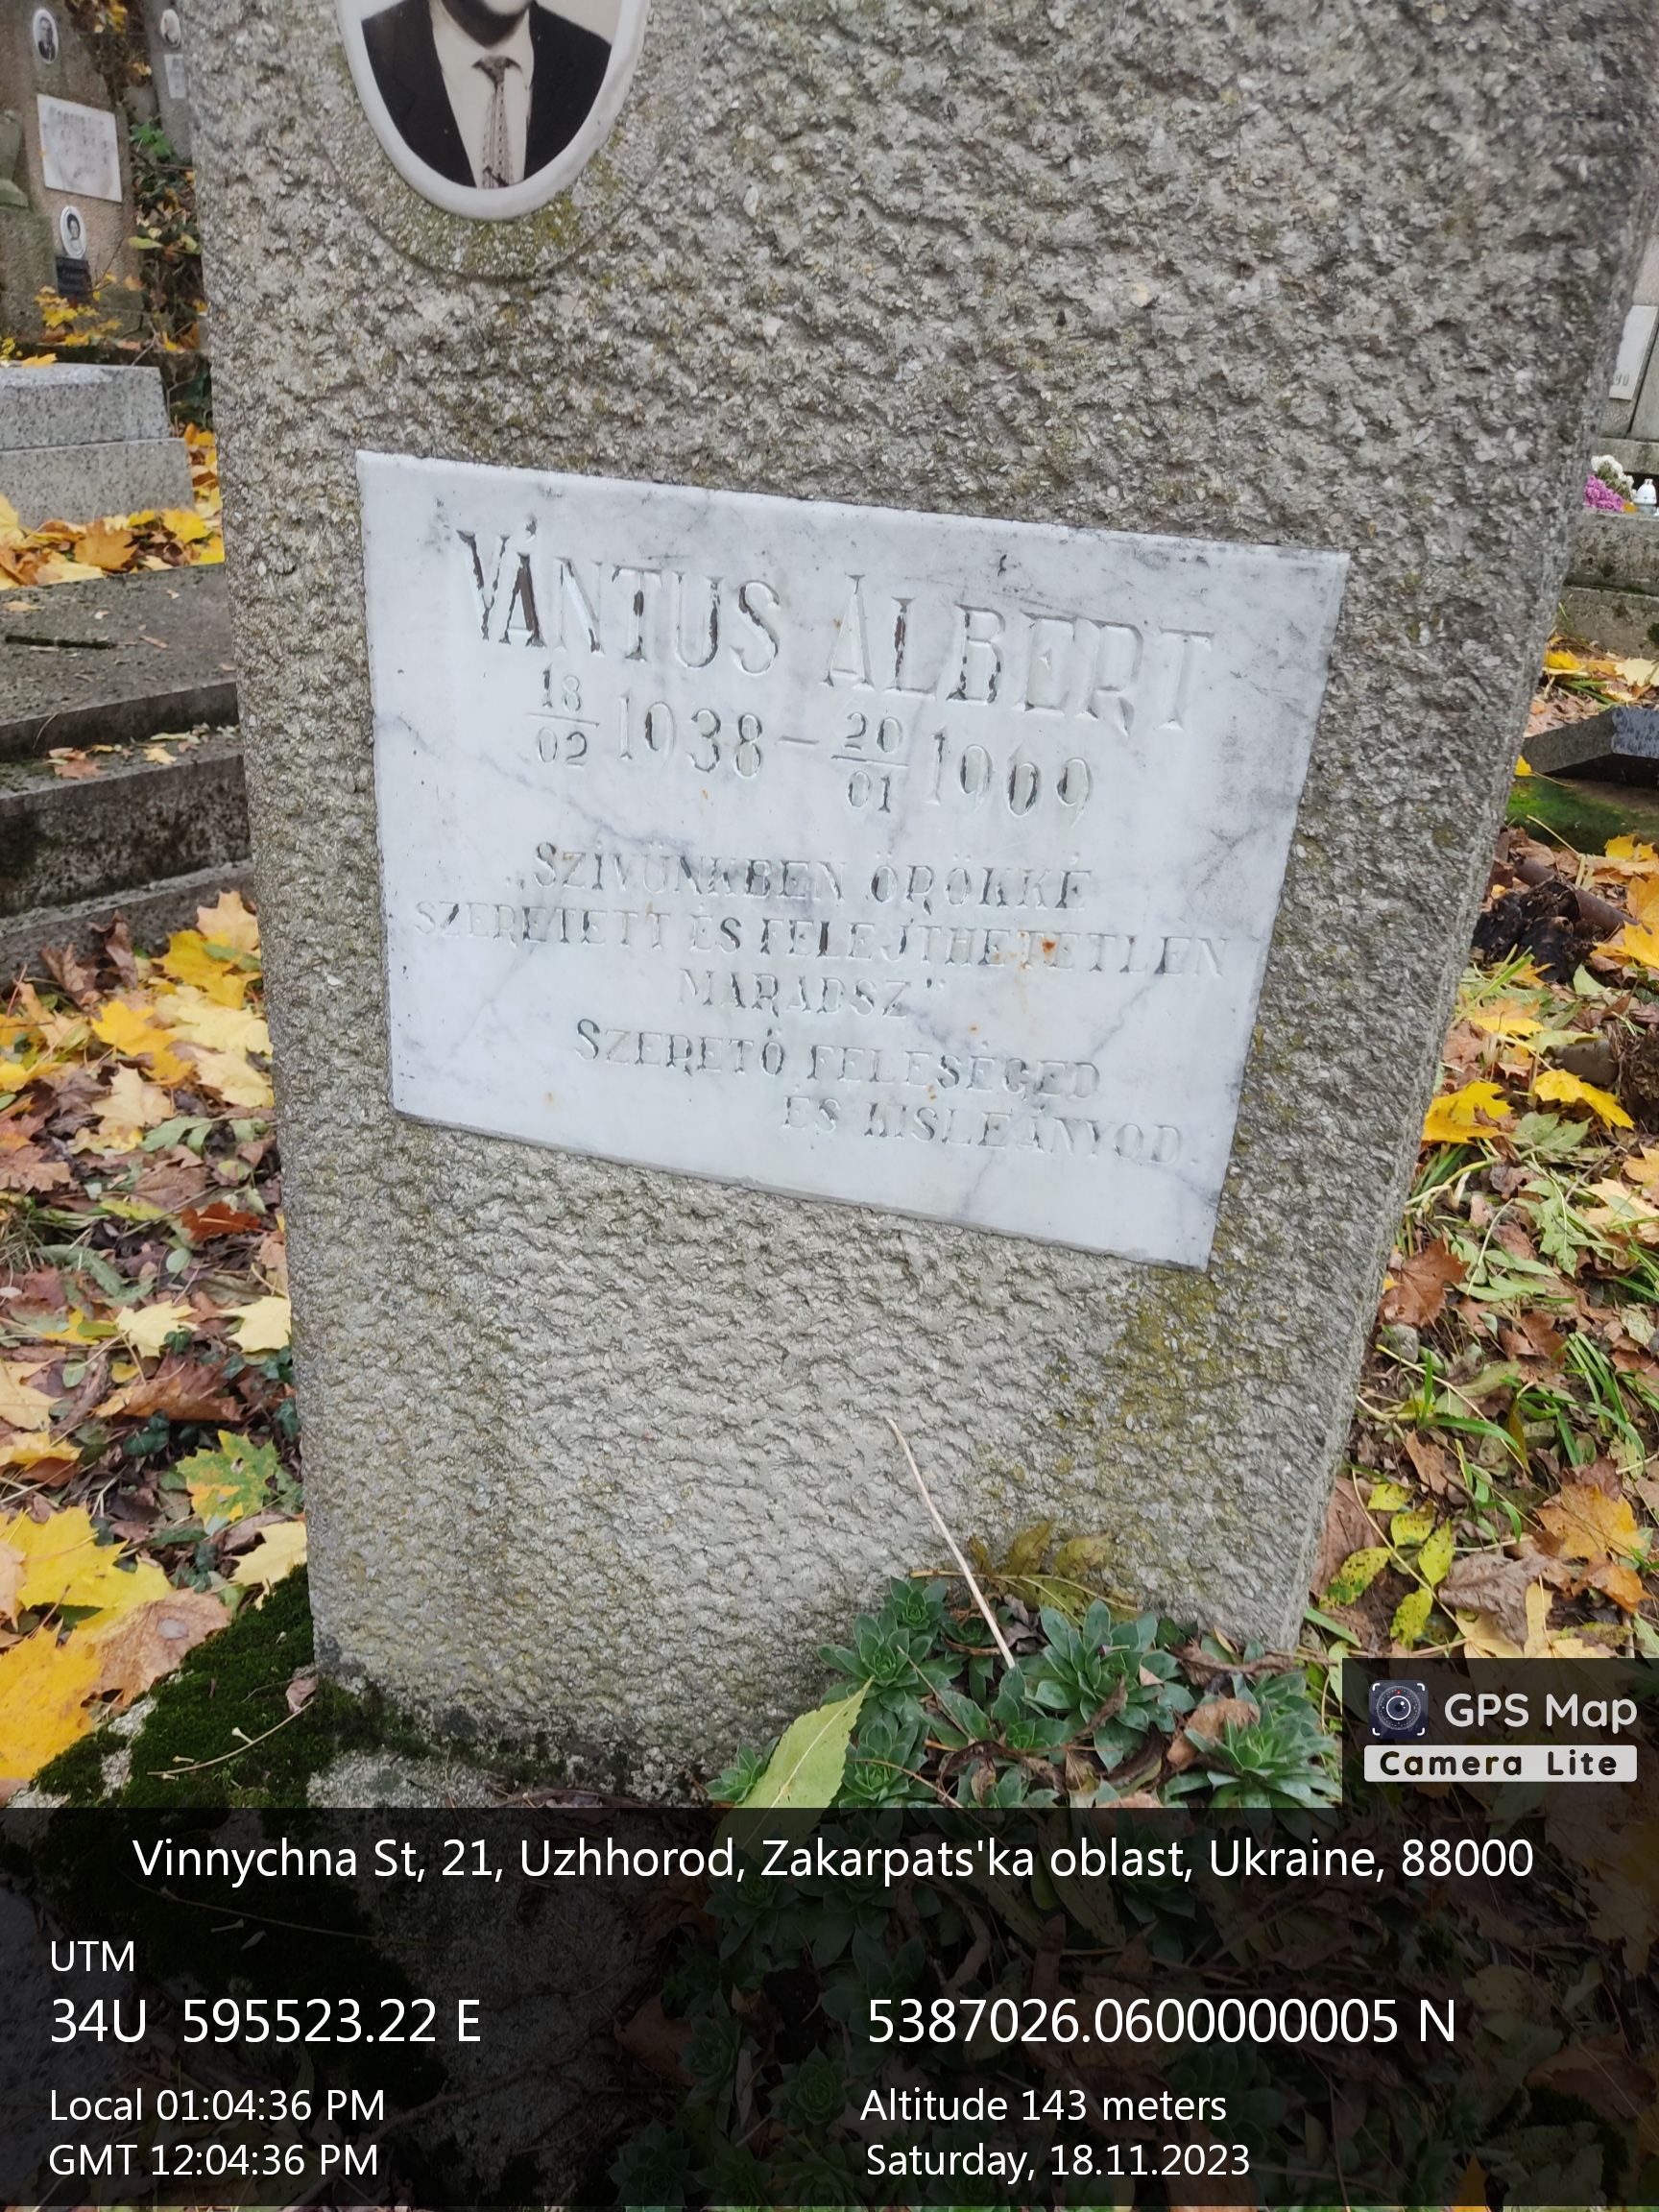 VÁNTUS ALBERT
18/02 1938 – 20/01 1969
„SZÍVÜNKBEN ÖRÖKKÉ
SZERETETT ÉS FELEJTHETETLEN
MARADSZ”
SZERETŐ FELESÉGED
ÉS KISLEÁNYOD.
GPS Map
Camera Lite
Vinnychna St, 21, Uzhhorod, Zakarpats'ka oblast, Ukraine, 88000
UTM
34U 595523.22 E 5387026.0600000005 N
Local 01:04:36 PM Altitude 143 meters
GMT 12:04:36 PM Saturday, 18.11.2023